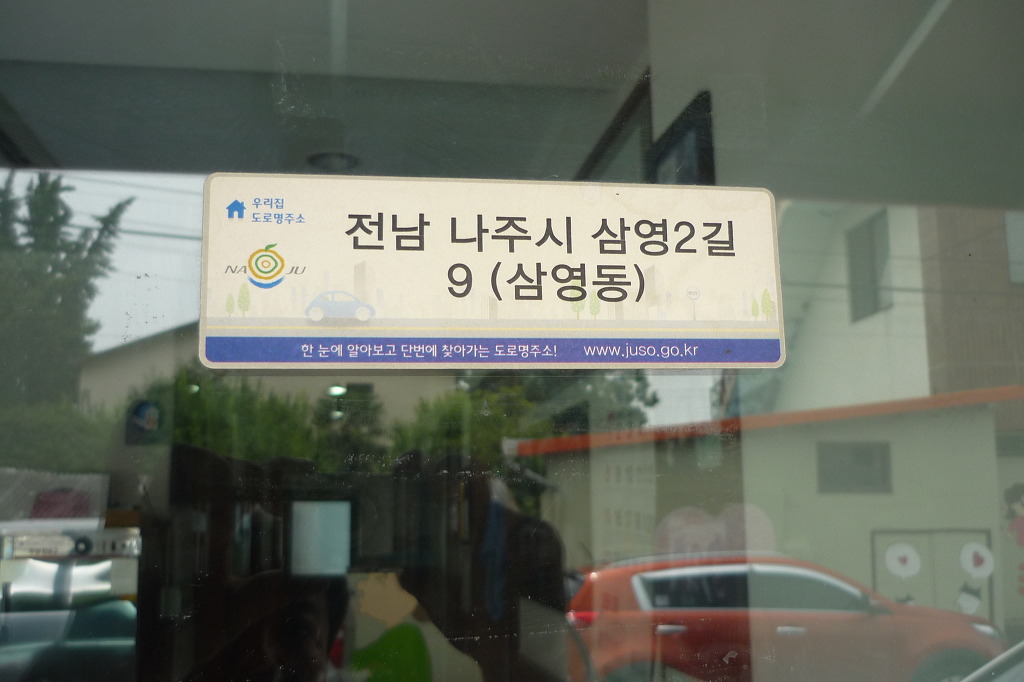 우리집
도로명주소
NA JU
전남 나주시 삼영2길
9 (삼영동)
한 눈에 알아보고 단번에 찾아가는 도로명주소! www.juso.go.kr